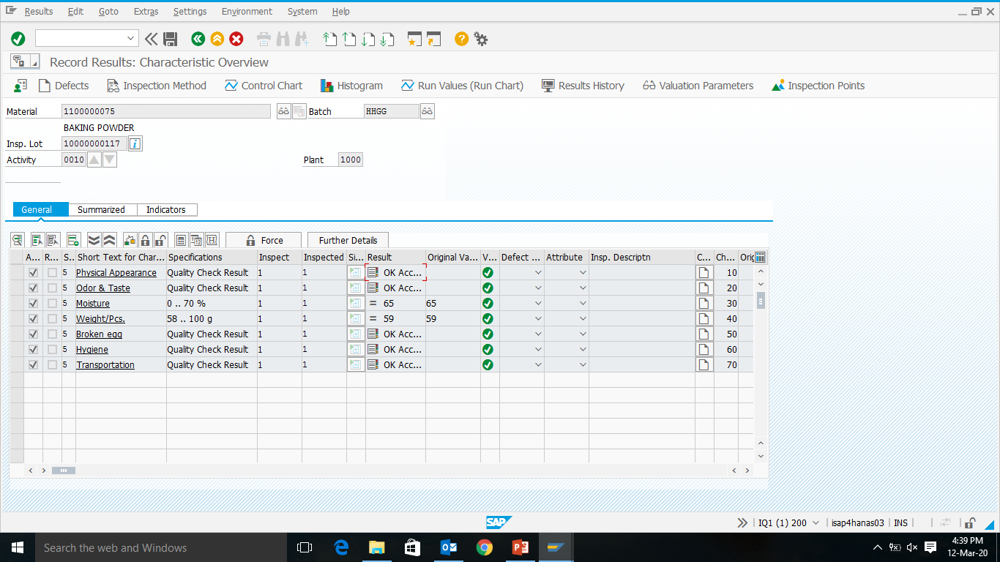 Results Edit Goto Extras Settings Environment System Help
Record Results: Characteristic Overview
Defects Inspection Method Control Chart Histogram Run Values (Run Chart) Results History Valuation Parameters Inspection Points
Material 1100000075 Batch HHGG
BAKING POWDER
Insp. Lot 10000000117
Activity 0010 Plant 1000
General Summarized Indicators
Force Further Details
A... R... S.. Short Text for Char... Specifications Inspect Inspected Si... Result Original Va... V... Defect ... Attribute Insp. Descriptn C... Ch... Orig
5 Physical Appearance Quality Check Result 1 1 OK Acc... 10
5 Odor & Taste Quality Check Result 1 1 OK Acc... 20
5 Moisture 0 .. 70 % 1 1 = 65 65 30
5 Weight/Pcs. 58 .. 100 g 1 1 = 59 59 40
5 Broken egg Quality Check Result 1 1 OK Acc... 50
5 Hygiene Quality Check Result 1 1 OK Acc... 60
5 Transportation Quality Check Result 1 1 OK Acc... 70
SAP IQ1 (1) 200 isap4hanas03 INS
Search the web and Windows
4:39 PM
12-Mar-20